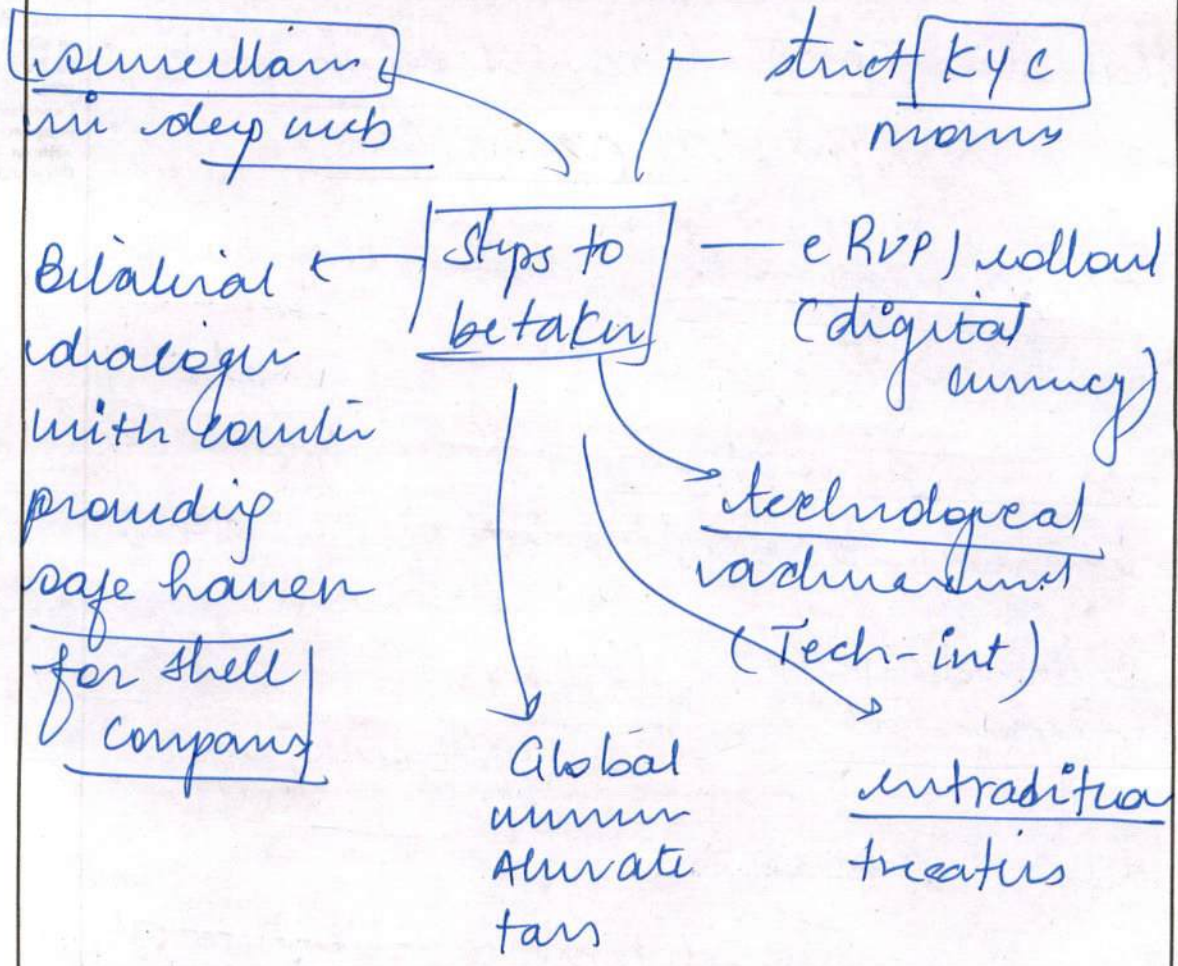 surveillance
in deep web
strict KYC
norms
Steps to
be taken
eRUPI rollout
(digital
currency)
Bilateral
dialogue
with countries
providing
safe haven
for shell
company
technological
advancement
(Tech-int)
Global
minimum
Alternate
tax
extradition
treaties